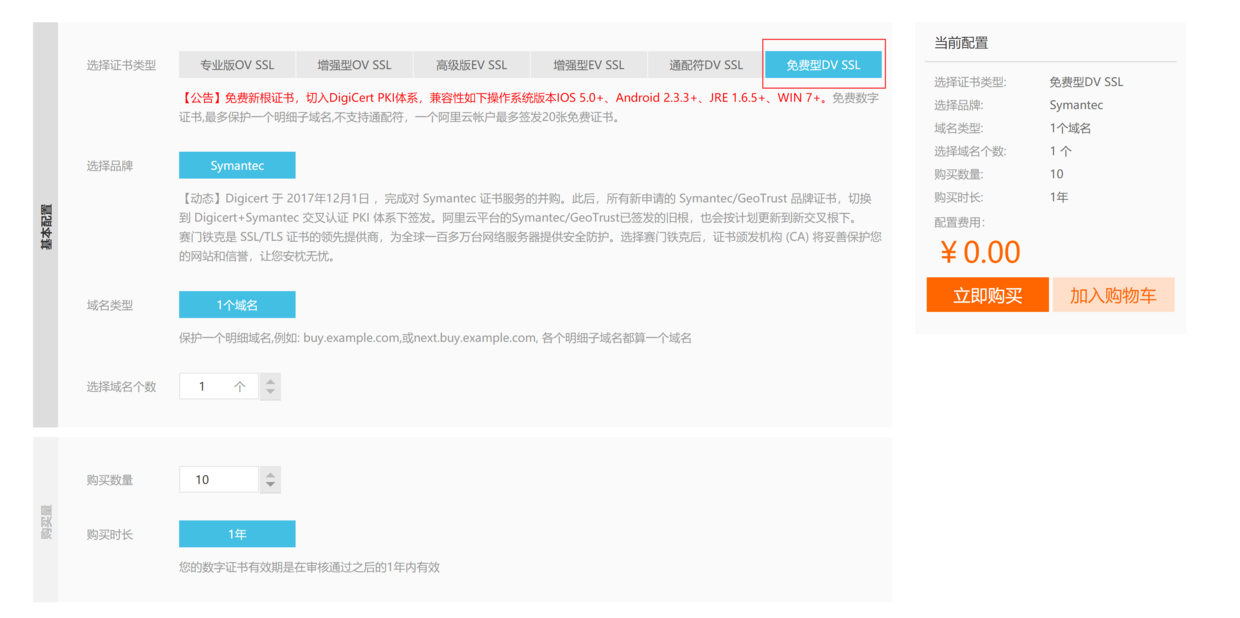 基本配置
选择证书类型
专业版OV SSL 增强型OV SSL 高级版EV SSL 增强型EV SSL 通配符DV SSL 免费型DV SSL
【公告】免费新根证书，切入DigiCert PKI体系，兼容性如下操作系统版本IOS 5.0+、Android 2.3.3+、JRE 1.6.5+、WIN 7+。免费数字
证书,最多保护一个明细子域名,不支持通配符，一个阿里云帐户最多签发20张免费证书。
选择品牌
Symantec
【动态】Digicert 于 2017年12月1日 ，完成对 Symantec 证书服务的并购。此后，所有新申请的 Symantec/GeoTrust 品牌证书，切换
到 Digicert+Symantec 交叉认证 PKI 体系下签发。阿里云平台的Symantec/GeoTrust已签发的旧根，也会按计划更新到新交叉根下。
赛门铁克是 SSL/TLS 证书的领先提供商，为全球一百多万台网络服务器提供安全防护。选择赛门铁克后，证书颁发机构 (CA) 将妥善保护您
的网站和信誉，让您安枕无忧。
域名类型
1个域名
保护一个明细域名,例如: buy.example.com,或next.buy.example.com, 各个明细子域名都算一个域名
选择域名个数
1 个
购买量
购买数量
10
购买时长
1年
您的数字证书有效期是在审核通过之后的1年内有效
当前配置
选择证书类型: 免费型DV SSL
选择品牌: Symantec
域名类型: 1个域名
选择域名个数: 1 个
购买数量: 10
购买时长: 1年
配置费用:
¥ 0.00
立即购买 加入购物车